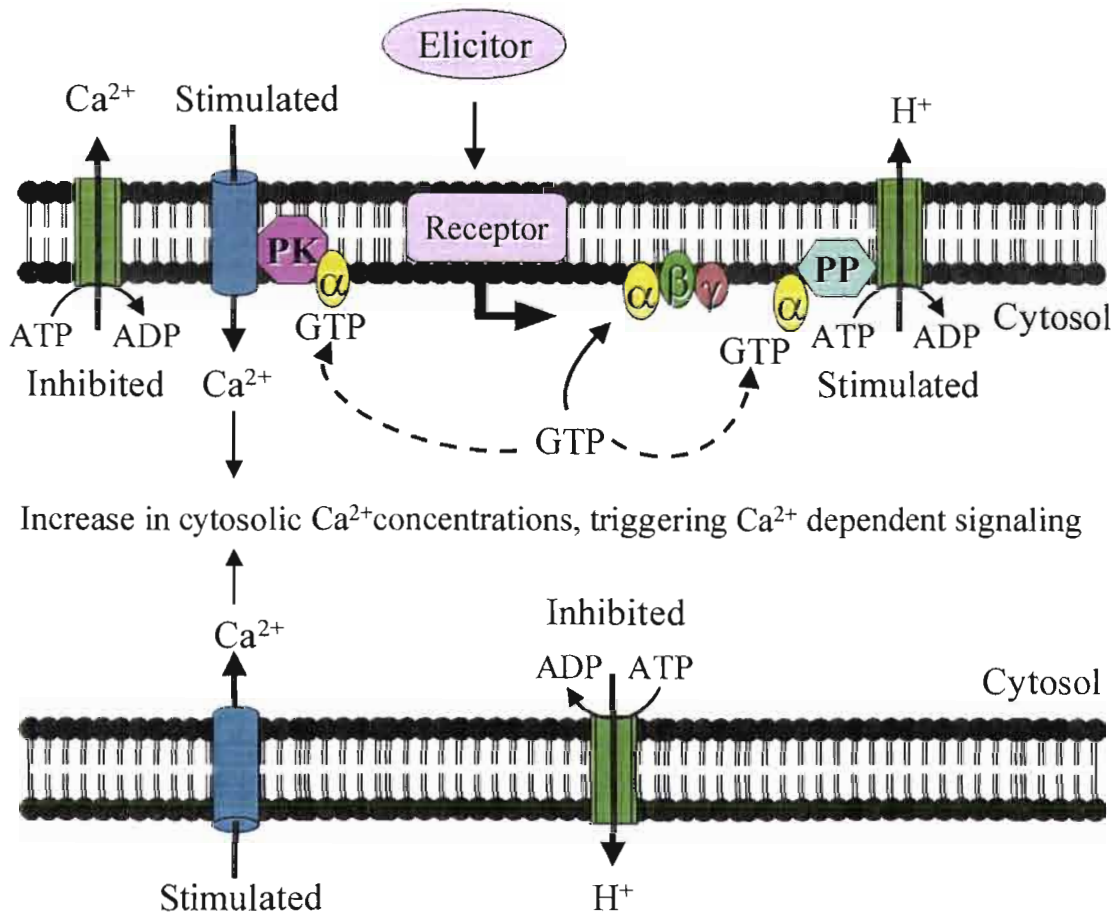 Elicitor
Ca²⁺ Stimulated
H⁺
Receptor
PK
α
GTP
α β γ
PP
α
GTP
Cytosol
ATP ADP
Inhibited
Ca²⁺
ATP ADP
Stimulated
GTP
Increase in cytosolic Ca²⁺concentrations, triggering Ca²⁺ dependent signaling
Ca²⁺
Inhibited
ADP ATP
Cytosol
Stimulated
H⁺